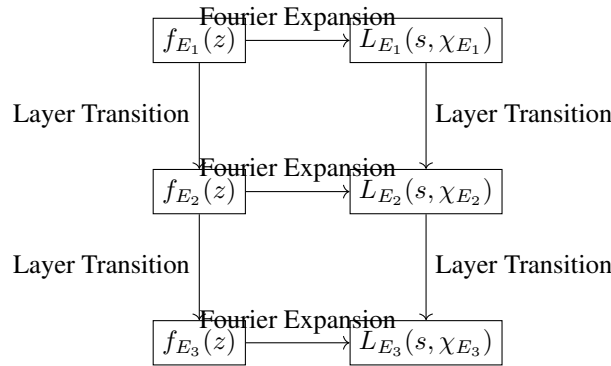 Fourier Expansion
f_{E_1}(z) L_{E_1}(s, χ_{E_1})
Layer Transition Layer Transition
Fourier Expansion
f_{E_2}(z) L_{E_2}(s, χ_{E_2})
Layer Transition Layer Transition
Fourier Expansion
f_{E_3}(z) L_{E_3}(s, χ_{E_3})